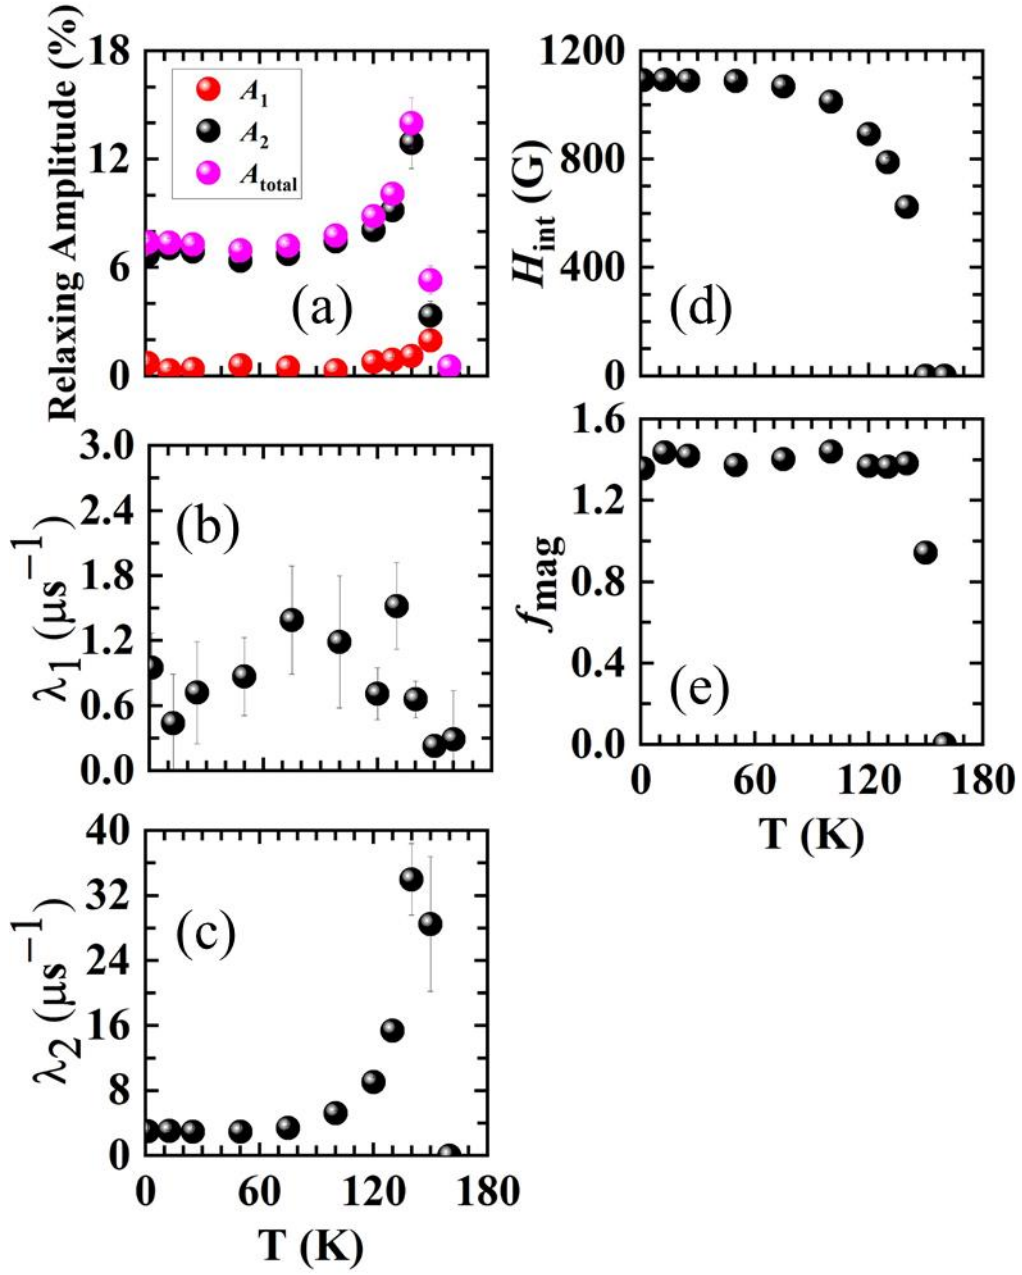 Relaxing Amplitude (%)
18
12
6
0
A1
A2
Atotal
(a)
λ1 (μs−1)
3.0
2.4
1.8
1.2
0.6
0.0
(b)
λ2 (μs−1)
40
32
24
16
8
0
(c)
0 60 120 180
T (K)
Hint (G)
1200
800
400
0
(d)
fmag
1.6
1.2
0.8
0.4
0.0
(e)
0 60 120 180
T (K)